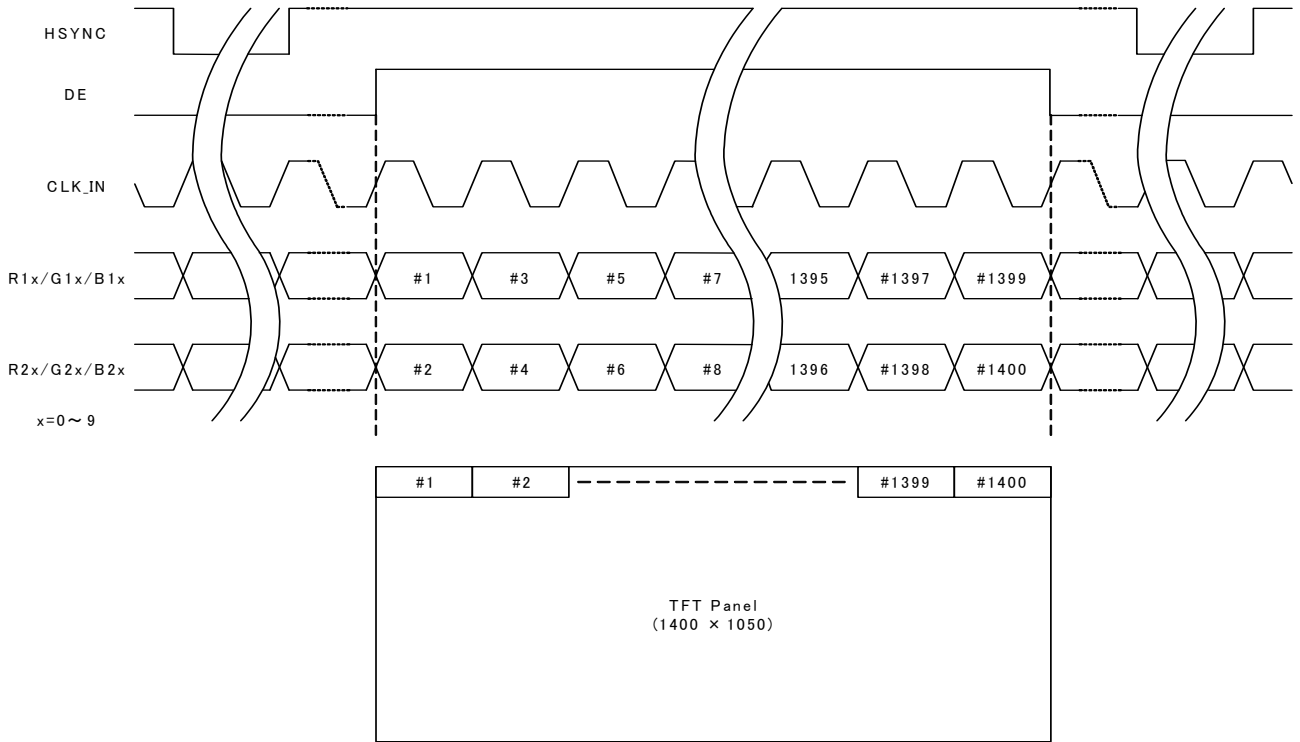 HSYNC
DE
CLK_IN
R1x/G1x/B1x #1 #3 #5 #7 1395 #1397 #1399
R2x/G2x/B2x #2 #4 #6 #8 1396 #1398 #1400
x=0～9
#1 #2 #1399 #1400
TFT Panel
(1400 × 1050)